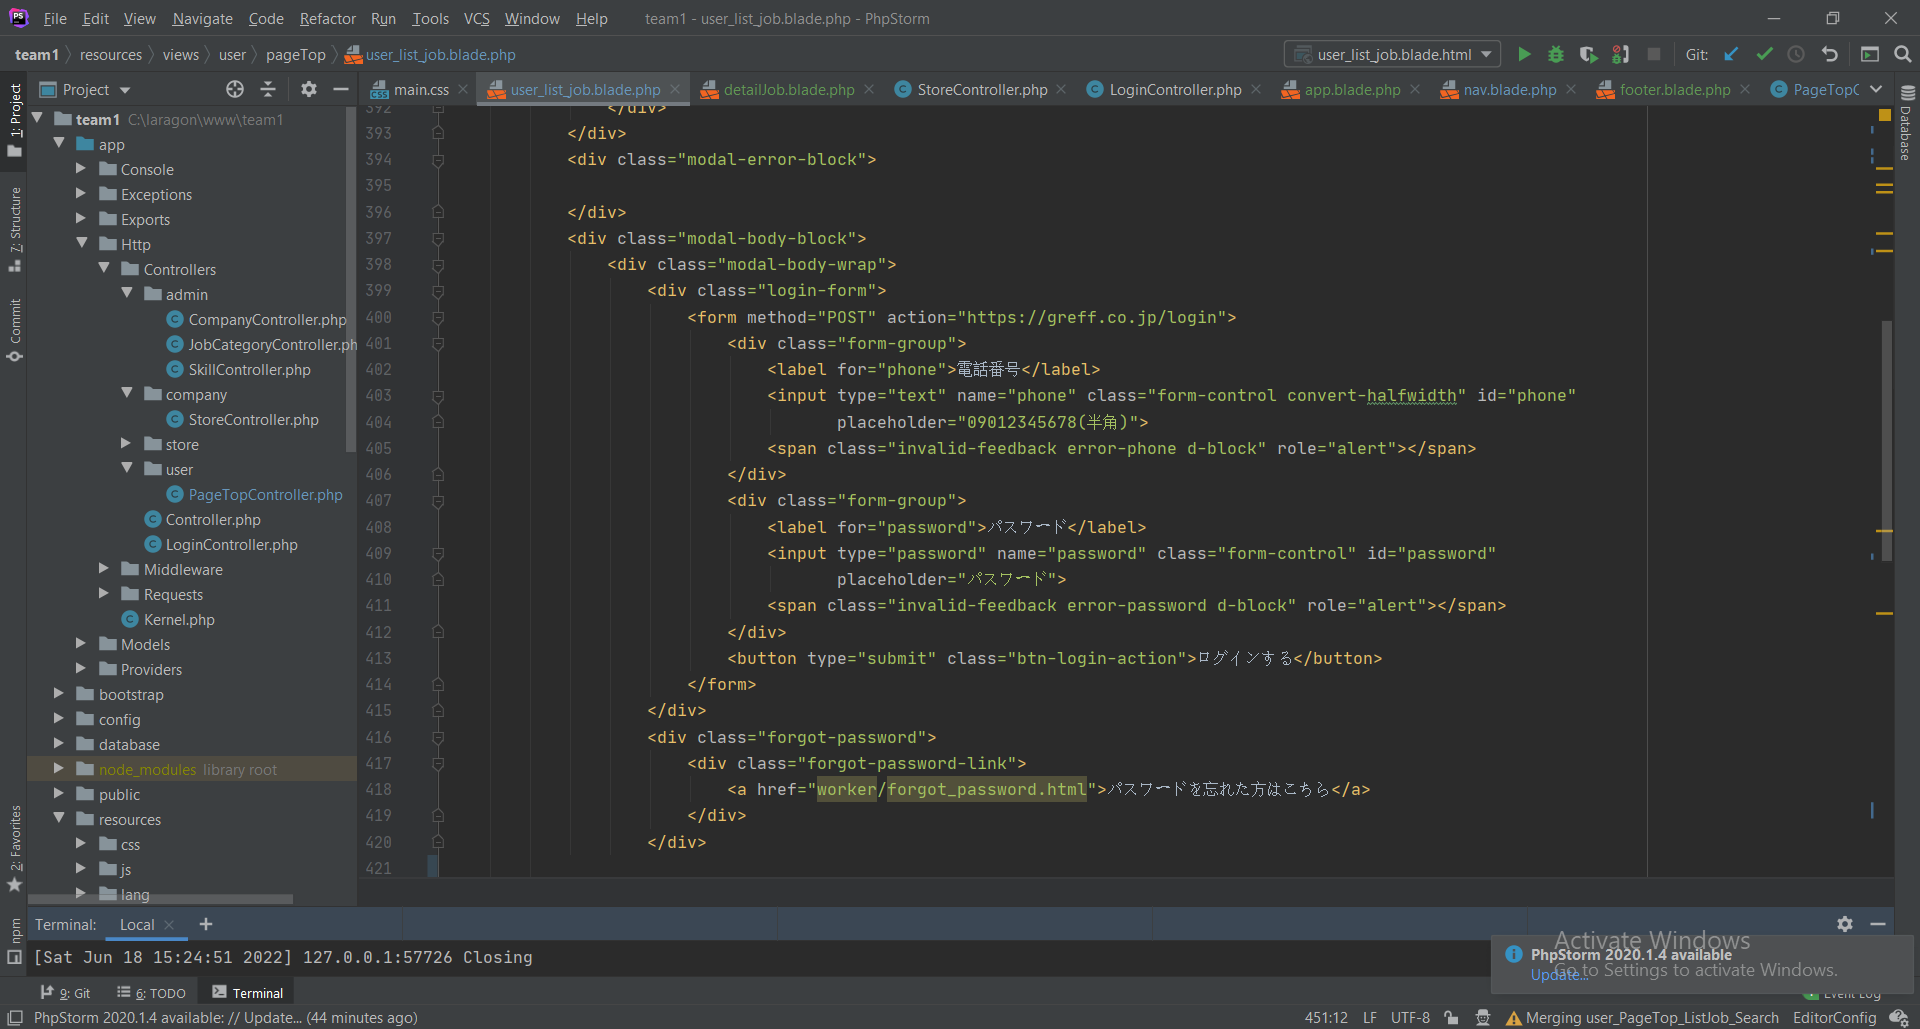 File Edit View Navigate Code Refactor Run Tools VCS Window Help team1 - user_list_job.blade.php - PhpStorm
team1 resources views user pageTop user_list_job.blade.php user_list_job.blade.html Git:
1: Project
7: Structure
Commit
2: Favorites
npm
Database
Project
main.css user_list_job.blade.php detailJob.blade.php StoreController.php LoginController.php app.blade.php nav.blade.php footer.blade.php PageTopC
team1 C:\laragon\www\team1
app
Console
Exceptions
Exports
Http
Controllers
admin
CompanyController.php
JobCategoryController.ph
SkillController.php
company
StoreController.php
store
user
PageTopController.php
Controller.php
LoginController.php
Middleware
Requests
Kernel.php
Models
Providers
bootstrap
config
database
node_modules library root
public
resources
css
js
lang
392 </div>
393 </div>
394 <div class="modal-error-block">
395
396 </div>
397 <div class="modal-body-block">
398 <div class="modal-body-wrap">
399 <div class="login-form">
400 <form method="POST" action="https://greff.co.jp/login">
401 <div class="form-group">
402 <label for="phone">電話番号</label>
403 <input type="text" name="phone" class="form-control convert-halfwidth" id="phone"
404 placeholder="09012345678(半角)">
405 <span class="invalid-feedback error-phone d-block" role="alert"></span>
406 </div>
407 <div class="form-group">
408 <label for="password">パスワード</label>
409 <input type="password" name="password" class="form-control" id="password"
410 placeholder="パスワード">
411 <span class="invalid-feedback error-password d-block" role="alert"></span>
412 </div>
413 <button type="submit" class="btn-login-action">ログインする</button>
414 </form>
415 </div>
416 <div class="forgot-password">
417 <div class="forgot-password-link">
418 <a href="worker/forgot_password.html">パスワードを忘れた方はこちら</a>
419 </div>
420 </div>
421
Terminal: Local
[Sat Jun 18 15:24:51 2022] 127.0.0.1:57726 Closing
Activate Windows
Go to Settings to activate Windows.
PhpStorm 2020.1.4 available
Update...
9: Git 6: TODO Terminal Event Log
PhpStorm 2020.1.4 available: // Update... (44 minutes ago) 451:12 LF UTF-8 Merging user_PageTop_ListJob_Search EditorConfig